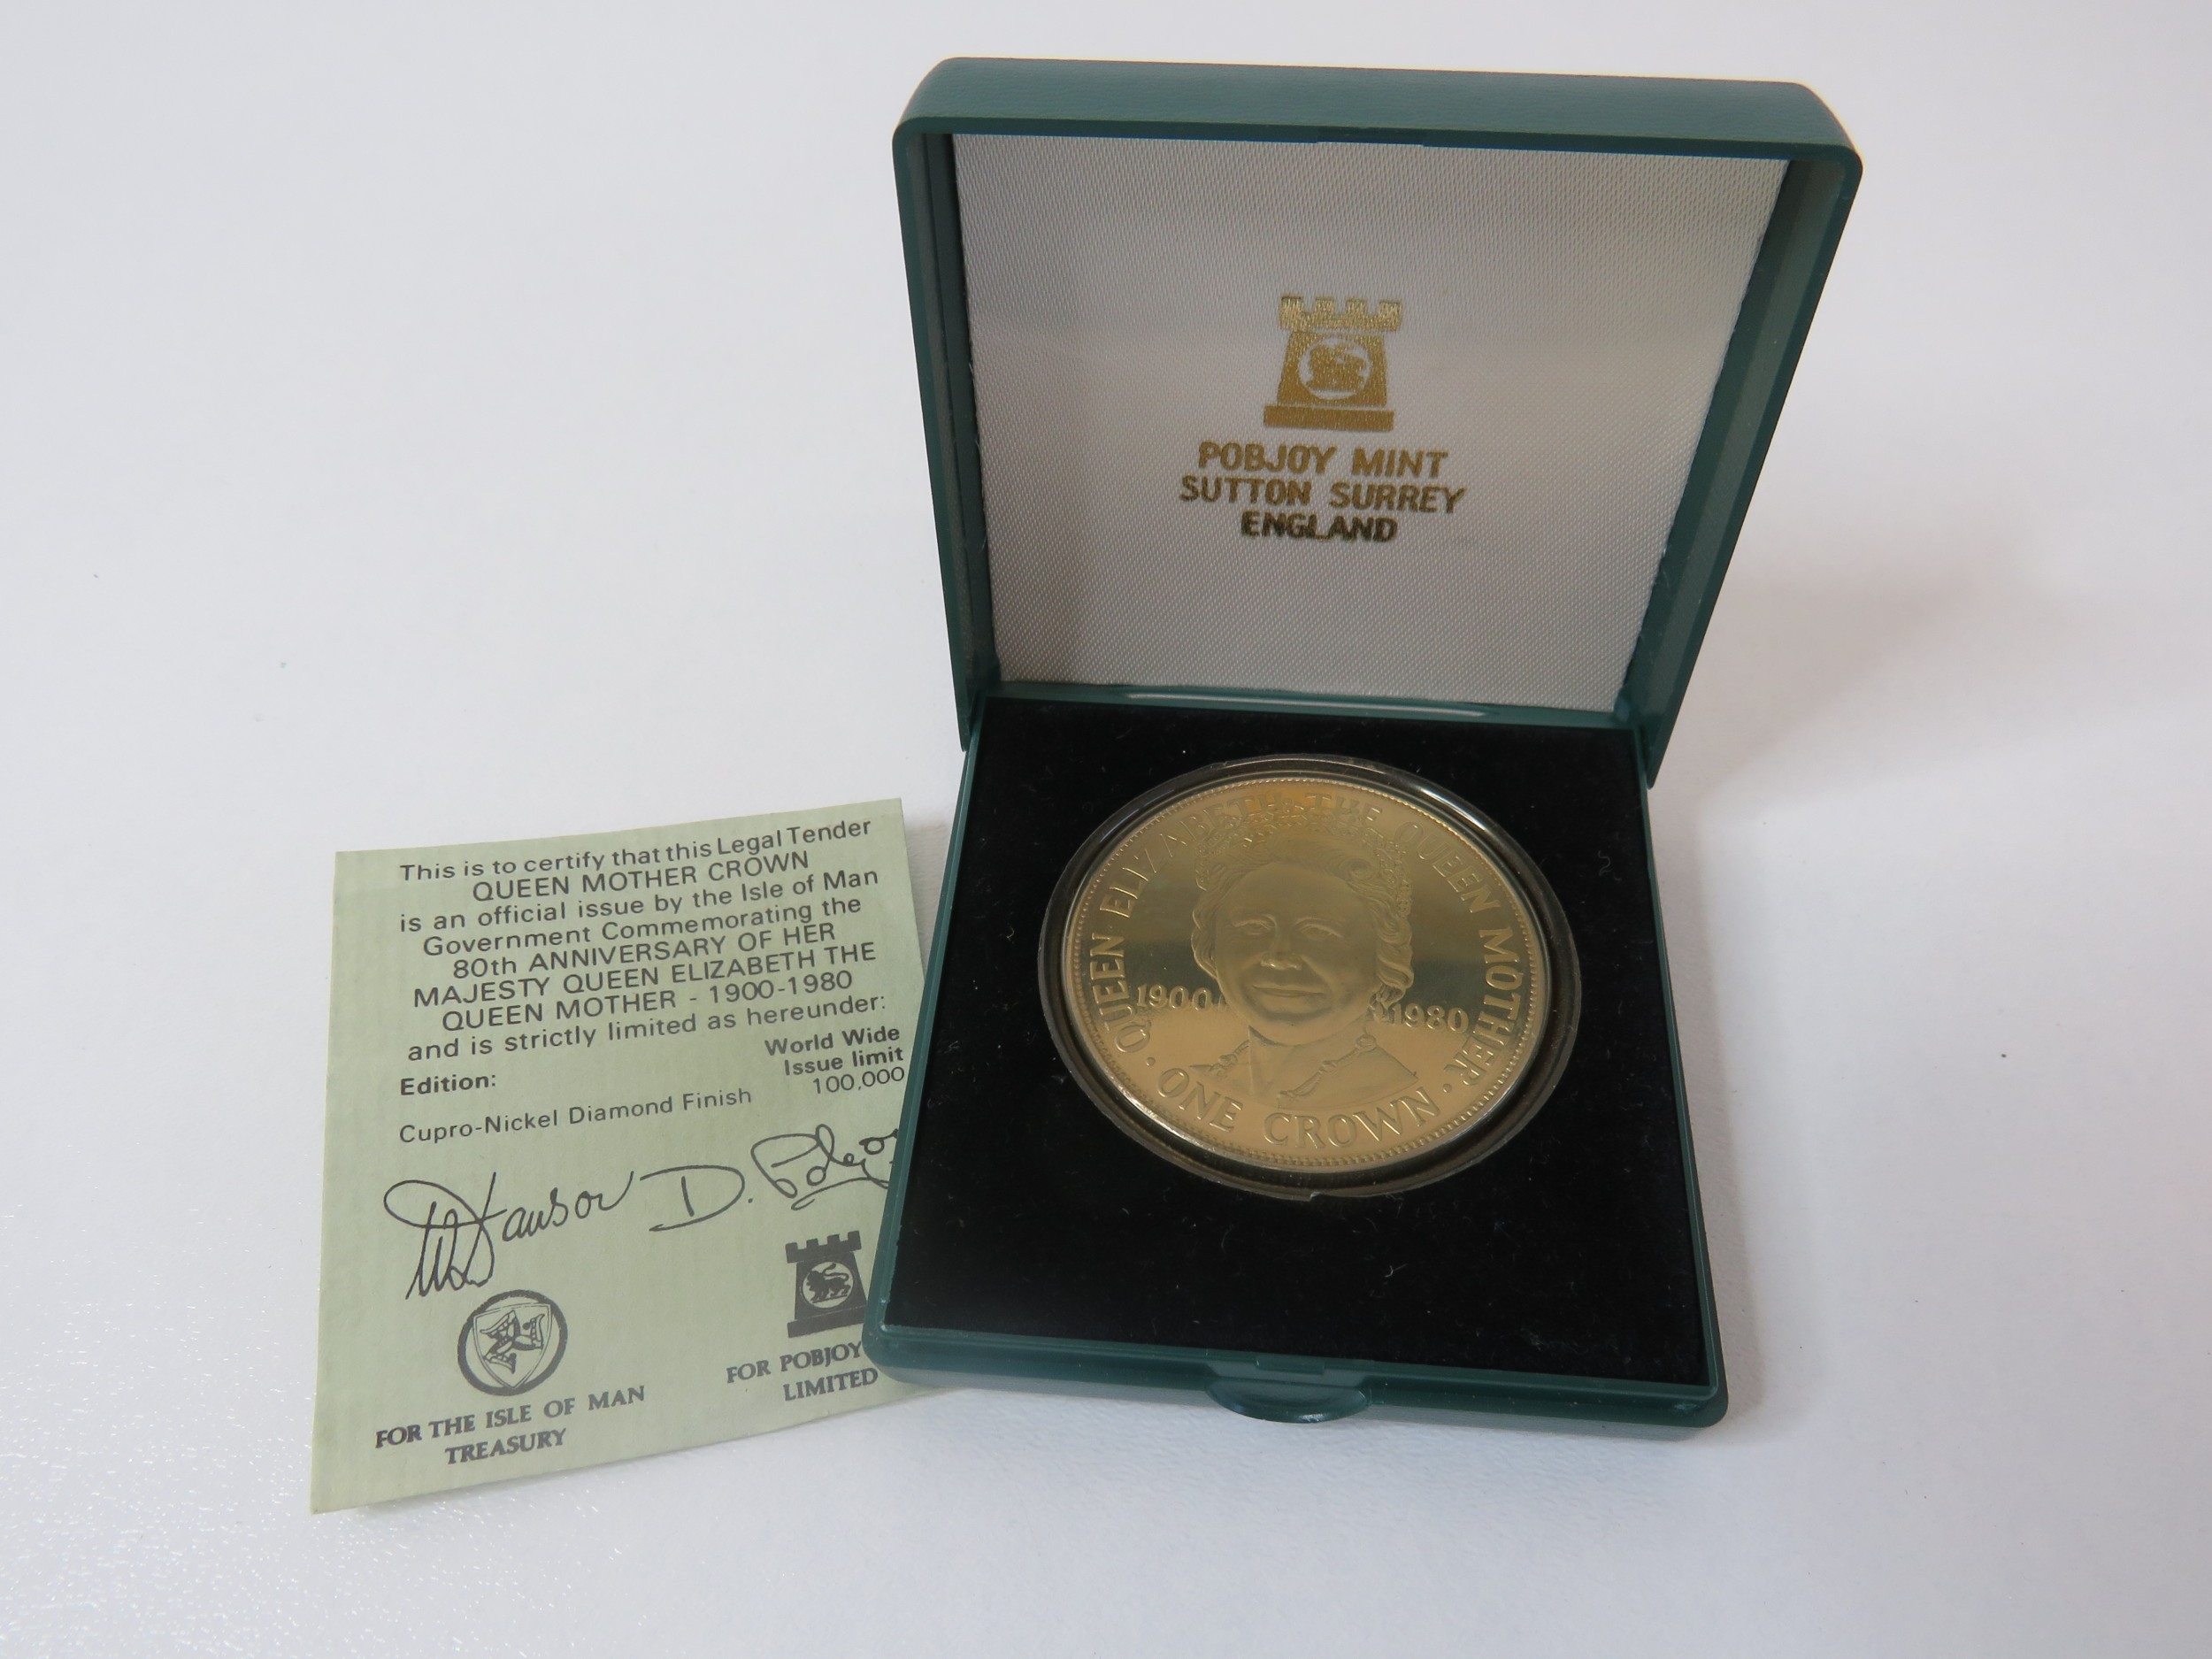 POBJOY MINT
SUTTON SURREY
ENGLAND
QUEEN ELIZABETH THE QUEEN MOTHER
1900 1980
· ONE CROWN ·
This is to certify that this Legal Tender
QUEEN MOTHER CROWN
is an official issue by the Isle of Man
Government Commemorating the
80th ANNIVERSARY OF HER
MAJESTY QUEEN ELIZABETH THE
QUEEN MOTHER - 1900-1980
and is strictly limited as hereunder:
World Wide
Edition: Issue limit
Cupro-Nickel Diamond Finish 100,000
D. Pobjoy
FOR THE ISLE OF MAN
TREASURY
FOR POBJOY
LIMITED